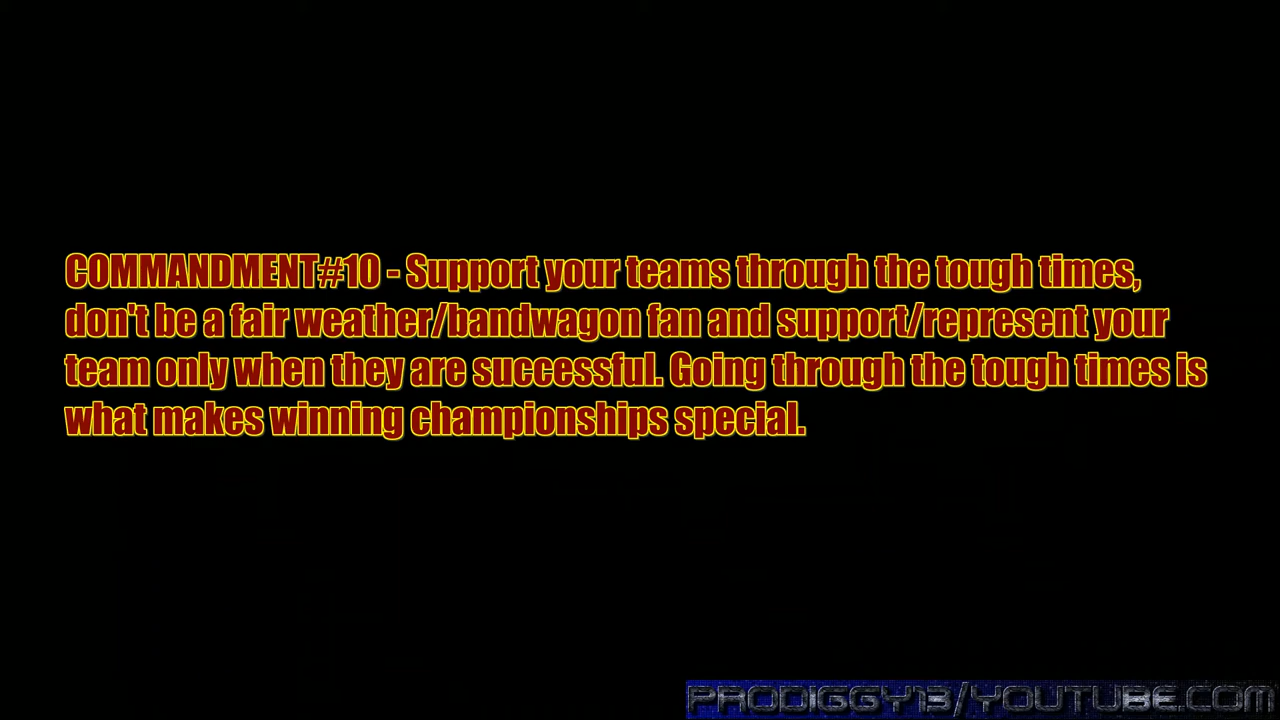 COMMANDMENT#10 - Support your teams through the tough times,
don't be a fair weather/bandwagon fan and support/represent your
team only when they are successful. Going through the tough times is
what makes winning championships special.
PRODIGGY13/YOUTUBE.COM